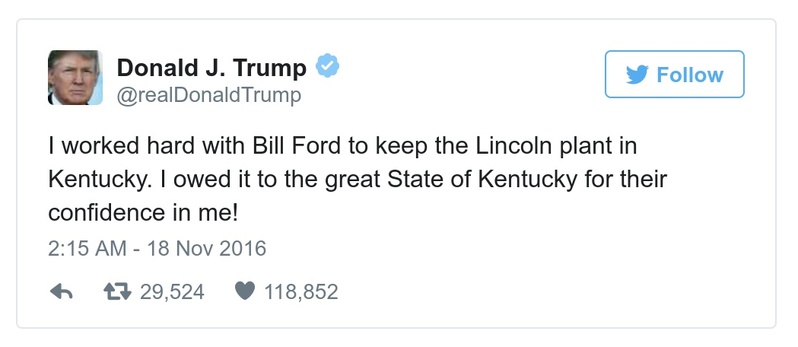 Donald J. Trump
@realDonaldTrump
Follow
I worked hard with Bill Ford to keep the Lincoln plant in
Kentucky. I owed it to the great State of Kentucky for their
confidence in me!
2:15 AM - 18 Nov 2016
29,524 118,852